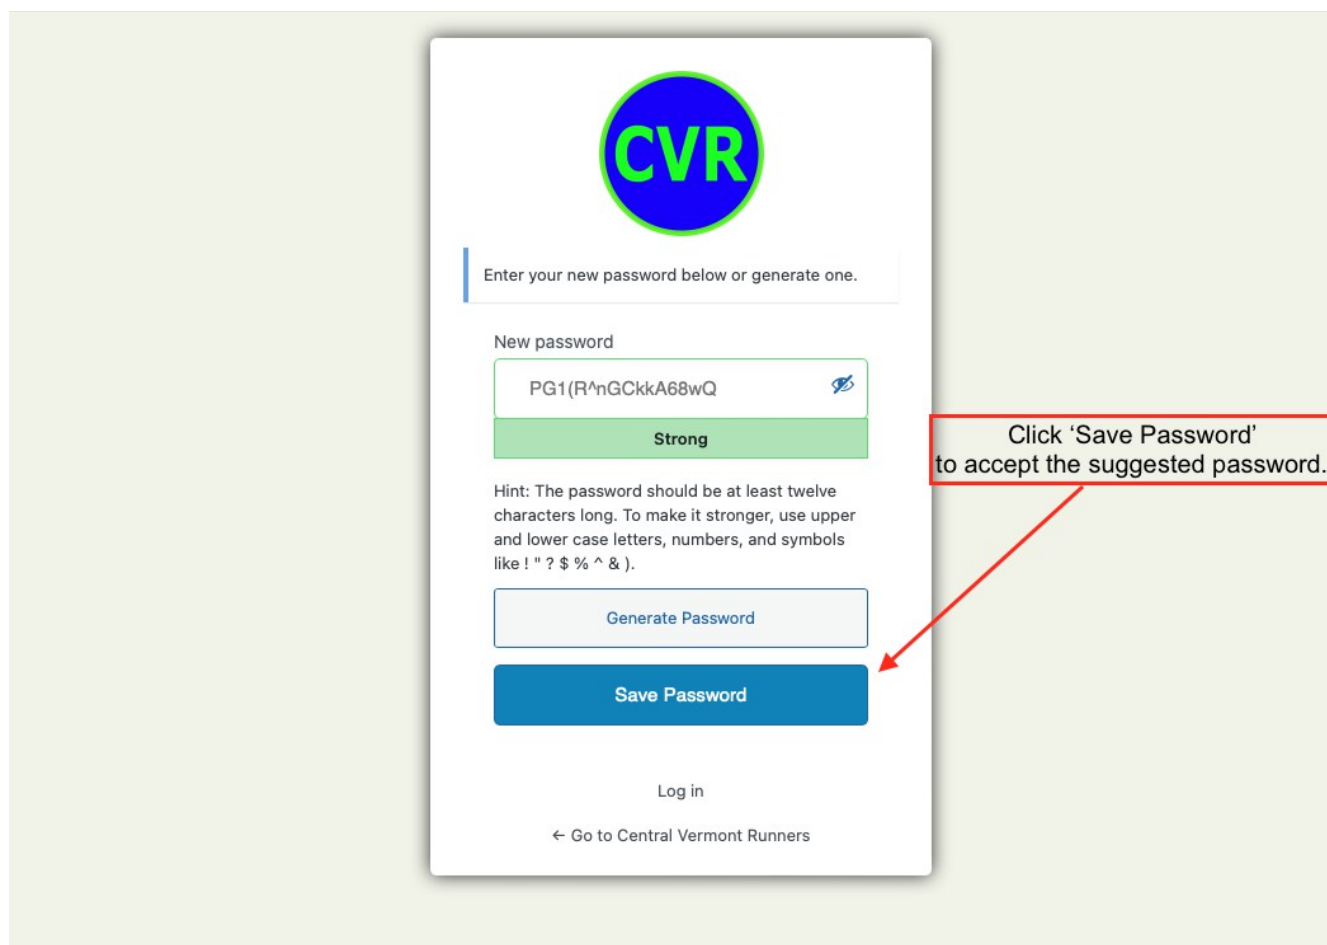 CVR
Enter your new password below or generate one.
New password
PG1(R^nGCkkA68wQ
Strong
Click ‘Save Password’
to accept the suggested password.
Hint: The password should be at least twelve
characters long. To make it stronger, use upper
and lower case letters, numbers, and symbols
like ! " ? $ % ^ & ).
Generate Password
Save Password
Log in
← Go to Central Vermont Runners